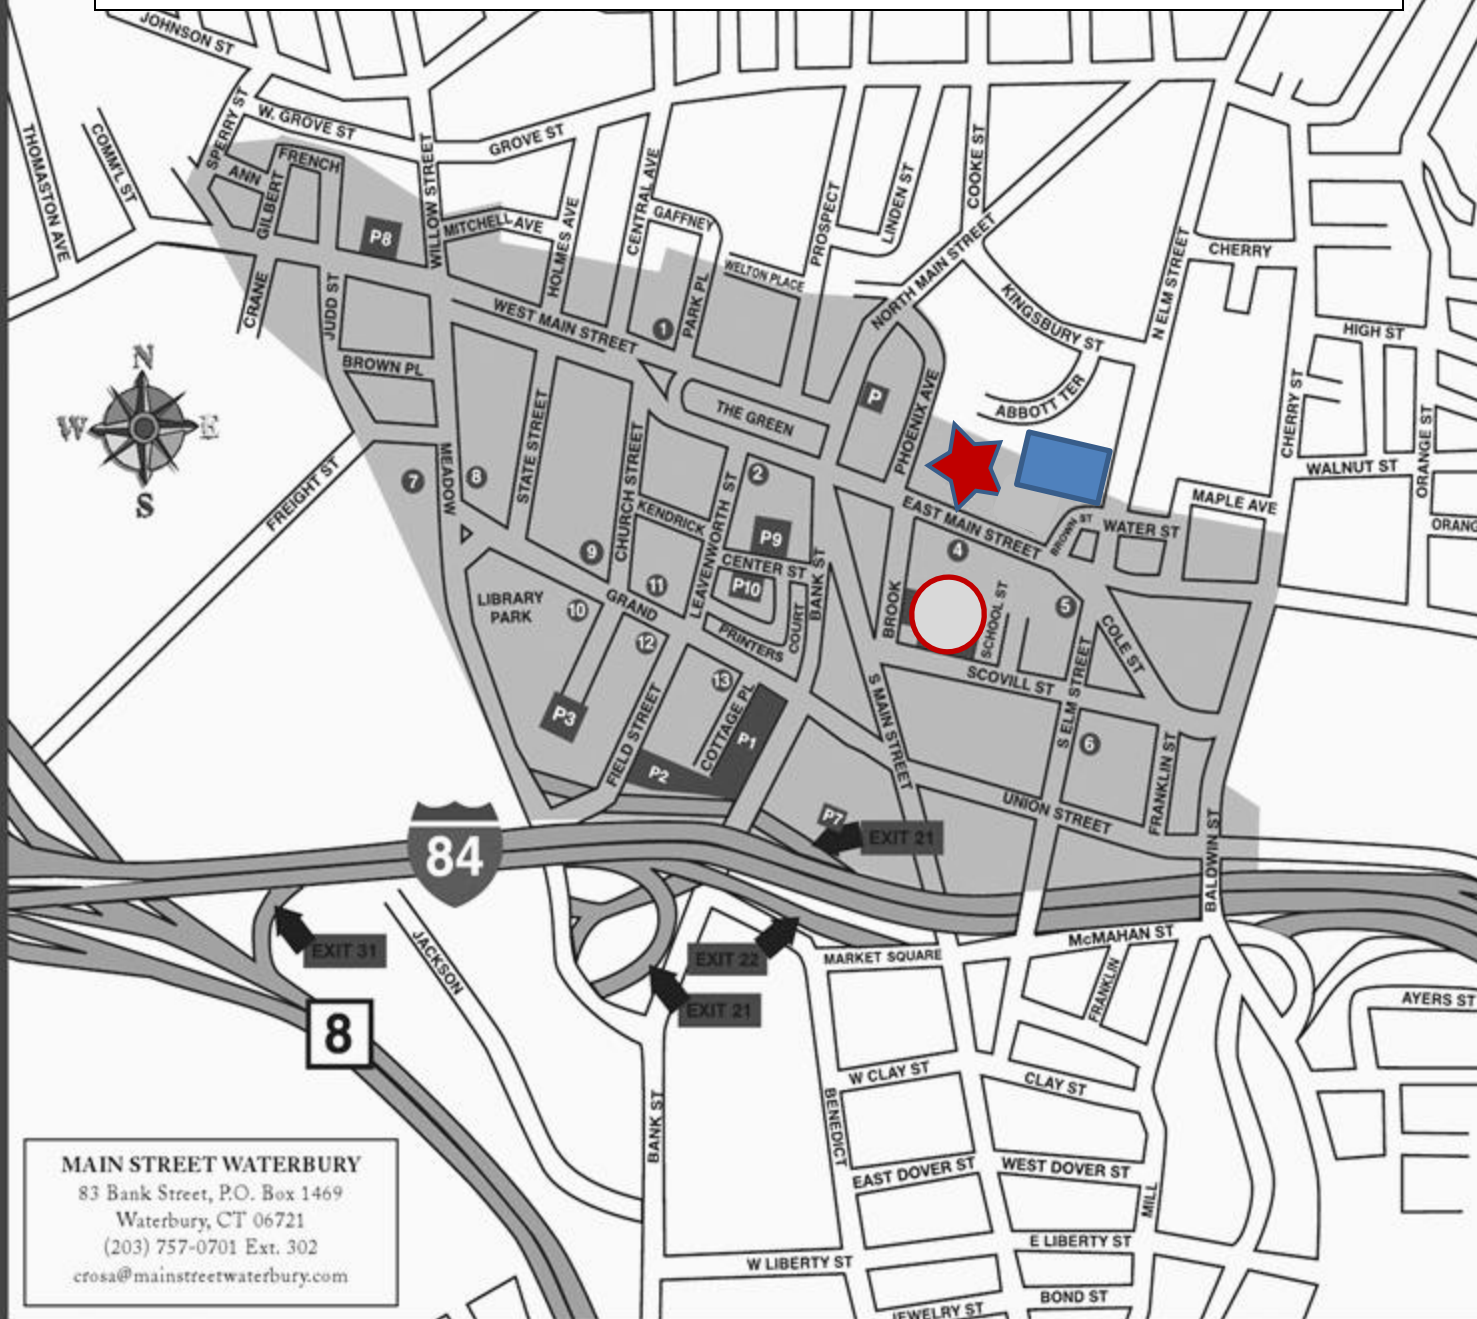 JOHNSON ST
THOMASTON AVE
COMM'L ST
SPERRY ST
W. GROVE ST
GROVE ST
FRENCH
ANN
GILBERT
P8
WILLOW STREET
MITCHELL AVE
HOLMES AVE
CENTRAL AVE
GAFFNEY
WELTON PLACE
PARK PL
PROSPECT
LINDEN ST
COOKE ST
NORTH MAIN STREET
KINGSBURY ST
ABBOTT TER
N ELM STREET
CHERRY
HIGH ST
CHERRY ST
WALNUT ST
ORANGE ST
MAPLE AVE
ORANG
CRANE
JUDD ST
BROWN PL
WEST MAIN STREET
1
THE GREEN
P
PHOENIX AVE
N
W
E
S
FREIGHT ST
7
MEADOW
8
STATE STREET
CHURCH STREET
KENDRICK
LEAVENWORTH ST
2
P9
CENTER ST
P10
BANK ST
COURT
PRINTERS
EAST MAIN STREET
BROWN ST
WATER ST
4
5
BROOK
SCHOOL ST
SCOVILL ST
COLE ST
S ELM STREET
6
FRANKLIN ST
UNION STREET
BALDWIN ST
S MAIN STREET
9
11
LIBRARY
PARK
10
GRAND
12
13
P3
FIELD STREET
COTTAGE PL
P1
P2
P7
EXIT 21
84
EXIT 31
JACKSON
EXIT 22
EXIT 21
8
MARKET SQUARE
McMAHAN ST
FRANKLIN
AYERS ST
W CLAY ST
CLAY ST
BENEDICT
BANK ST
EAST DOVER ST
WEST DOVER ST
MILL
E LIBERTY ST
W LIBERTY ST
BOND ST
JEWELRY ST
MAIN STREET WATERBURY
83 Bank Street, P.O. Box 1469
Waterbury, CT 06721
(203) 757-0701 Ext. 302
crosa@mainstreetwaterbury.com